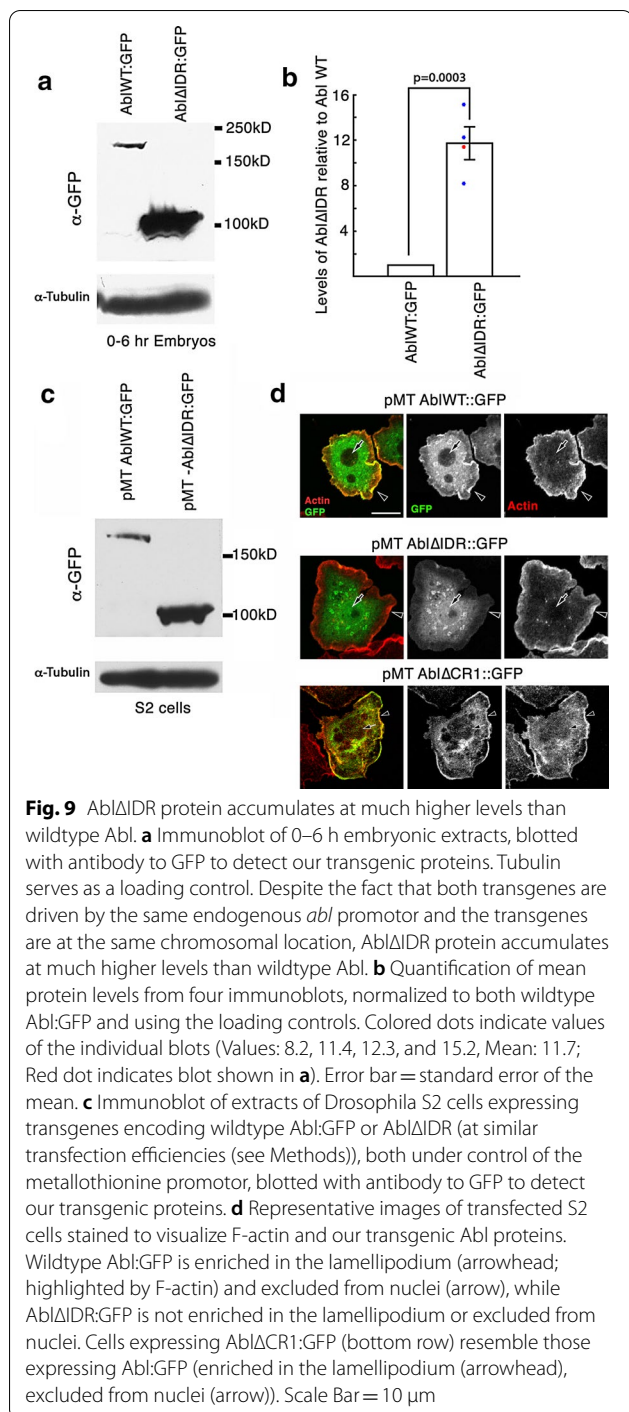 a
AblWT:GFP
AblΔIDR:GFP
250kD
150kD
100kD
α-GFP
α-Tubulin
0-6 hr Embryos
b
p=0.0003
16
12
8
4
Levels of AblΔIDR relative to Abl WT
AblWT:GFP
AblΔIDR:GFP
c
pMT AblWT:GFP
pMT -AblΔIDR:GFP
150kD
100kD
α-GFP
α-Tubulin
S2 cells
d
pMT AblWT::GFP
Actin
GFP
GFP
Actin
pMT AblΔIDR::GFP
pMT AblΔCR1::GFP
Fig. 9 AblΔIDR protein accumulates at much higher levels than
wildtype Abl. a Immunoblot of 0–6 h embryonic extracts, blotted
with antibody to GFP to detect our transgenic proteins. Tubulin
serves as a loading control. Despite the fact that both transgenes are
driven by the same endogenous abl promotor and the transgenes
are at the same chromosomal location, AblΔIDR protein accumulates
at much higher levels than wildtype Abl. b Quantification of mean
protein levels from four immunoblots, normalized to both wildtype
Abl:GFP and using the loading controls. Colored dots indicate values
of the individual blots (Values: 8.2, 11.4, 12.3, and 15.2, Mean: 11.7;
Red dot indicates blot shown in a). Error bar = standard error of the
mean. c Immunoblot of extracts of Drosophila S2 cells expressing
transgenes encoding wildtype Abl:GFP or AblΔIDR (at similar
transfection efficiencies (see Methods)), both under control of the
metallothionine promotor, blotted with antibody to GFP to detect
our transgenic proteins. d Representative images of transfected S2
cells stained to visualize F-actin and our transgenic Abl proteins.
Wildtype Abl:GFP is enriched in the lamellipodium (arrowhead;
highlighted by F-actin) and excluded from nuclei (arrow), while
AblΔIDR:GFP is not enriched in the lamellipodium or excluded from
nuclei. Cells expressing AblΔCR1:GFP (bottom row) resemble those
expressing Abl:GFP (enriched in the lamellipodium (arrowhead),
excluded from nuclei (arrow)). Scale Bar = 10 μm